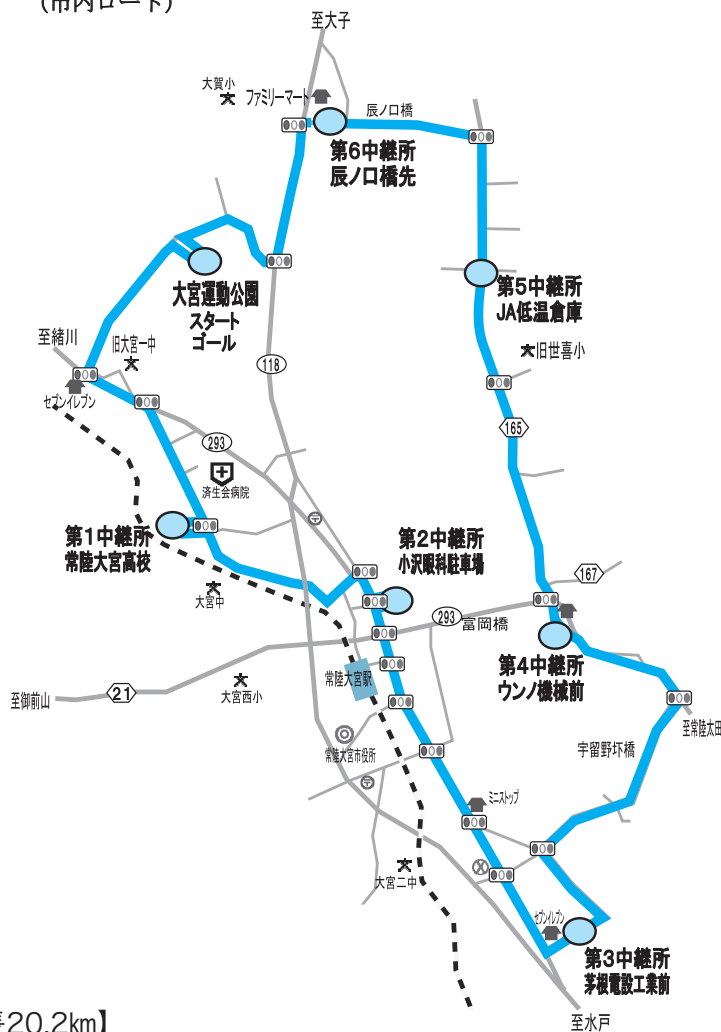 (市内ロード)
至大子
大賀小
ファミリーマート
辰ノ口橋
第6中継所
辰ノ口橋先
大宮運動公園
スタート
ゴール
第5中継所
JA低温倉庫
至緒川
旧大宮一中
旧世喜小
118
セブンイレブン
165
293
済生会病院
第1中継所
常陸大宮高校
〒
第2中継所
小沢眼科駐車場
大宮中
167
293
富岡橋
第4中継所
ウンノ機械前
常陸大宮駅
大宮西小
至御前山
21
至常陸太田
常陸大宮市役所
宇留野圷橋
〒
ミニストップ
大宮二中
セブンイレブン
第3中継所
茅根電設工業前
20.2km】
至水戸